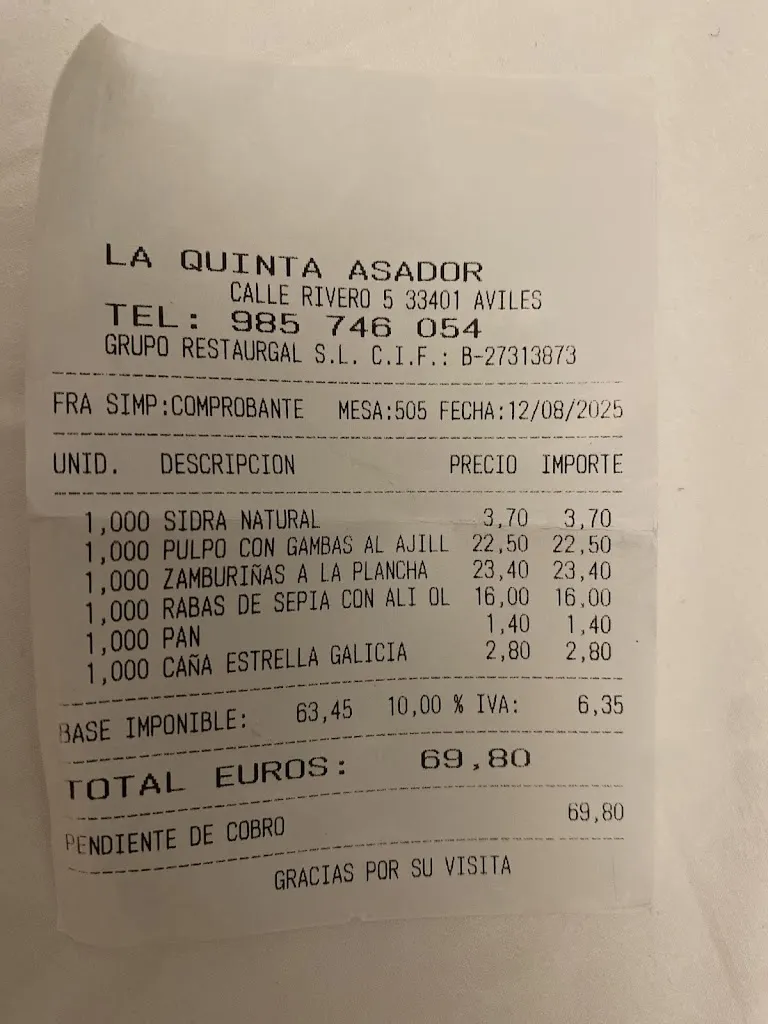 LA QUINTA ASADOR
CALLE RIVERO 5 33401 AVILES
TEL: 985 746 054
GRUPO RESTAURGAL S.L. C.I.F.: B-27313873
FRA SIMP:COMPROBANTE MESA:505 FECHA:12/08/2025
UNID. DESCRIPCION PRECIO IMPORTE
1,000 SIDRA NATURAL 3,70 3,70
1,000 PULPO CON GAMBAS AL AJILL 22,50 22,50
1,000 ZAMBURIÑAS A LA PLANCHA 23,40 23,40
1,000 RABAS DE SEPIA CON ALI OL 16,00 16,00
1,000 PAN 1,40 1,40
1,000 CAÑA ESTRELLA GALICIA 2,80 2,80
BASE IMPONIBLE: 63,45 10,00 % IVA: 6,35
TOTAL EUROS: 69,80
PENDIENTE DE COBRO 69,80
GRACIAS POR SU VISITA